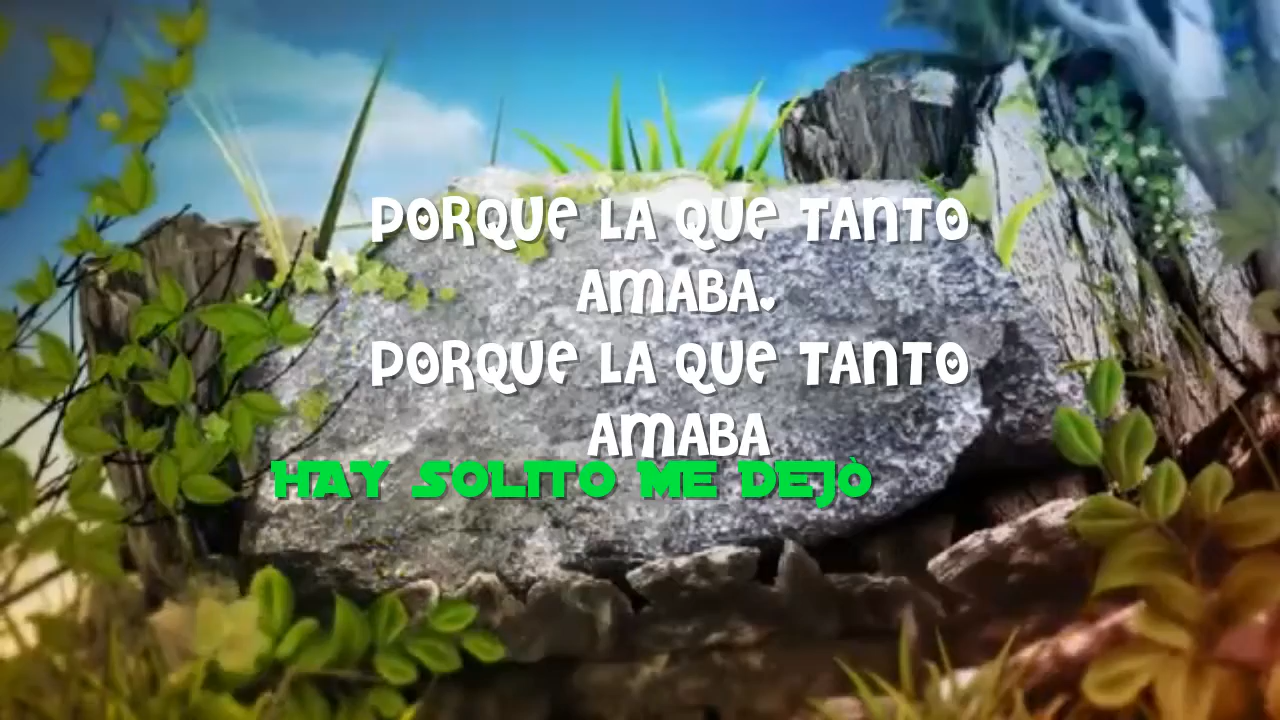 PORQUE LA QUE TANTO
AMABA.
PORQUE LA QUE TANTO
AMABA
HAY SOLITO ME DEJÒ